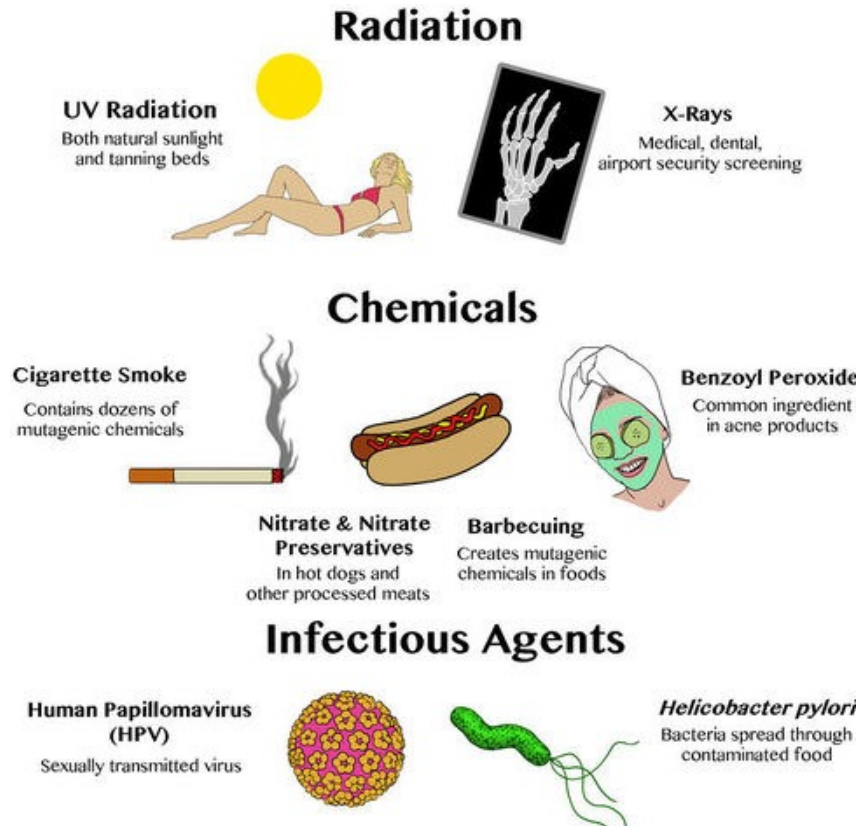 Radiation
UV Radiation
Both natural sunlight
and tanning beds
X-Rays
Medical, dental,
airport security screening
Chemicals
Cigarette Smoke
Contains dozens of
mutagenic chemicals
Benzoyl Peroxide
Common ingredient
in acne products
Nitrate & Nitrate
Preservatives
In hot dogs and
other processed meats
Barbecuing
Creates mutagenic
chemicals in foods
Infectious Agents
Human Papillomavirus
(HPV)
Sexually transmitted virus
Helicobacter pylori
Bacteria spread through
contaminated food